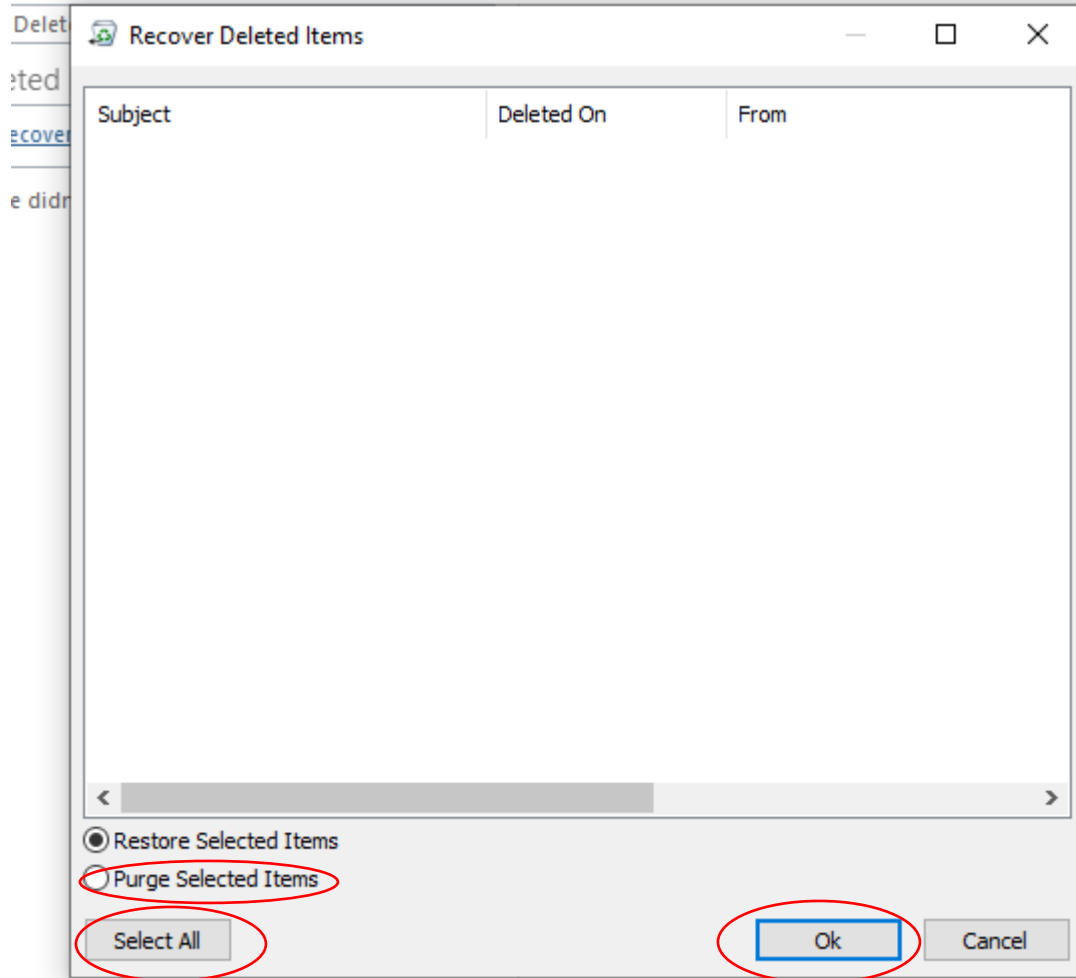 Delet
Recover Deleted Items
eted
Subject Deleted On From
ecover
e didn
Restore Selected Items
Purge Selected Items
Select All Ok Cancel